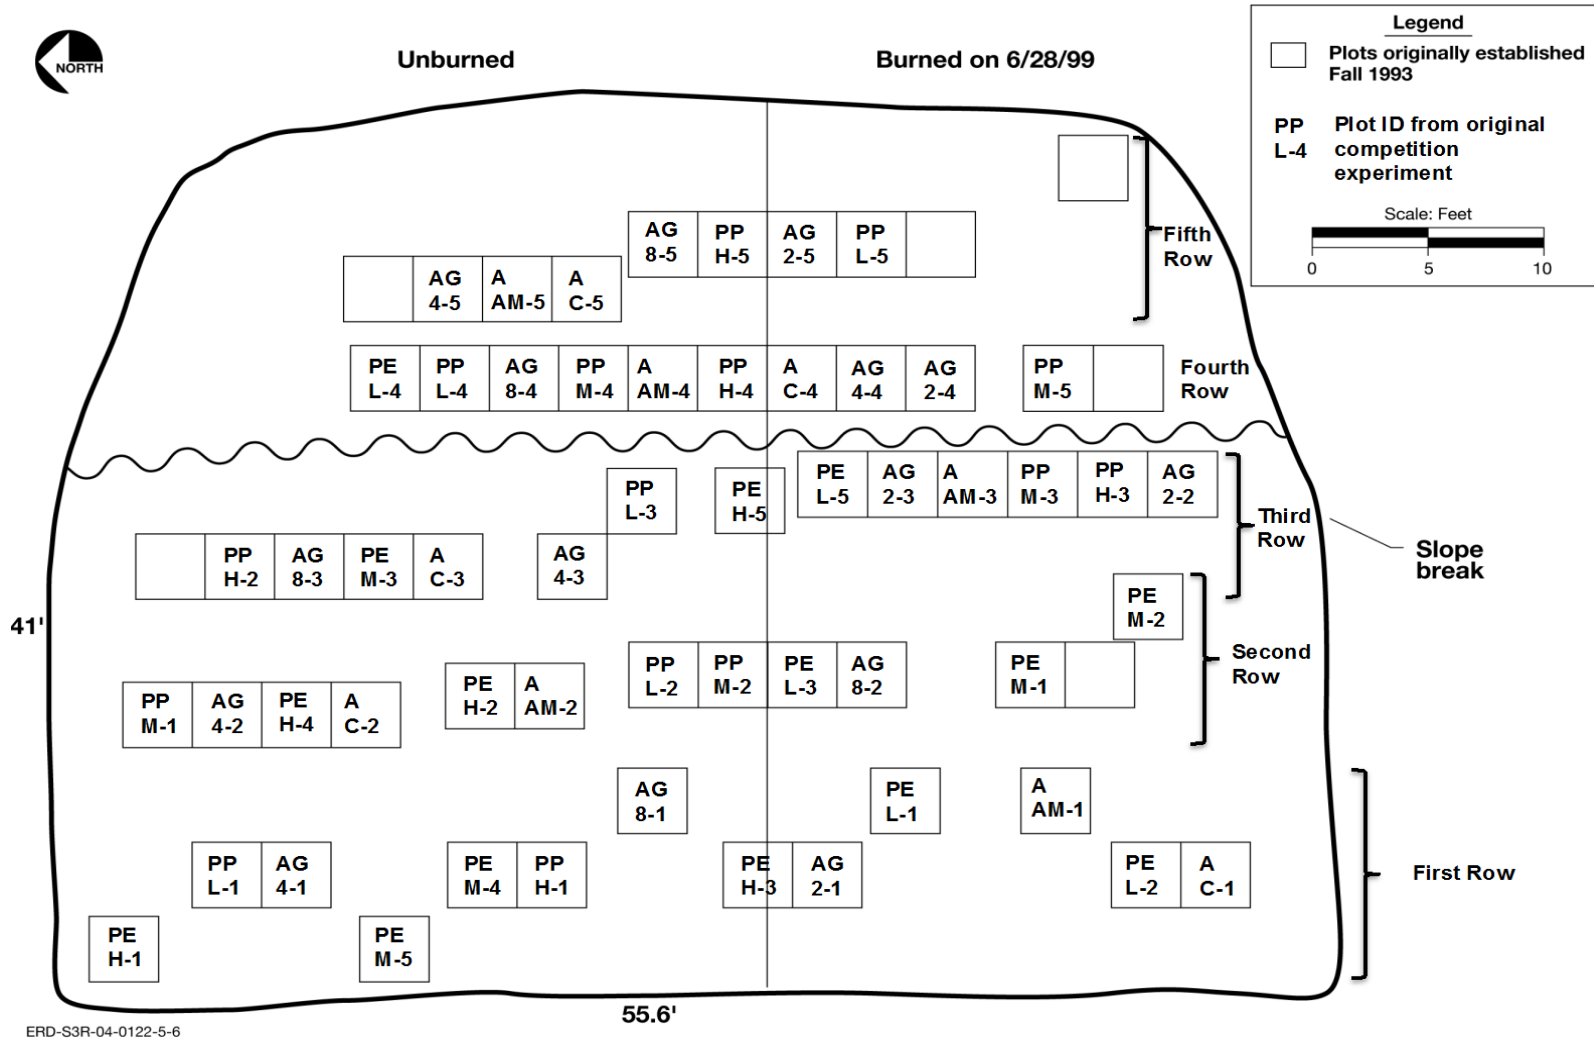 NORTH
Unburned
Burned on 6/28/99
Legend
Plots originally established
Fall 1993
PP
L-4
Plot ID from original
competition
experiment
Scale: Feet
0 5 10
Fifth
Row
AG
8-5
PP
H-5
AG
2-5
PP
L-5
AG
4-5
A
AM-5
A
C-5
PE
L-4
PP
L-4
AG
8-4
PP
M-4
A
AM-4
PP
H-4
A
C-4
AG
4-4
AG
2-4
PP
M-5
Fourth
Row
PP
L-3
PE
H-5
PE
L-5
AG
2-3
A
AM-3
PP
M-3
PP
H-3
AG
2-2
Third
Row
Slope
break
PP
H-2
AG
8-3
PE
M-3
A
C-3
AG
4-3
PE
M-2
41'
PP
L-2
PP
M-2
PE
L-3
AG
8-2
PE
M-1
Second
Row
PP
M-1
AG
4-2
PE
H-4
A
C-2
PE
H-2
A
AM-2
AG
8-1
PE
L-1
A
AM-1
PP
L-1
AG
4-1
PE
M-4
PP
H-1
PE
H-3
AG
2-1
PE
L-2
A
C-1
First Row
PE
H-1
PE
M-5
55.6'
ERD-S3R-04-0122-5-6